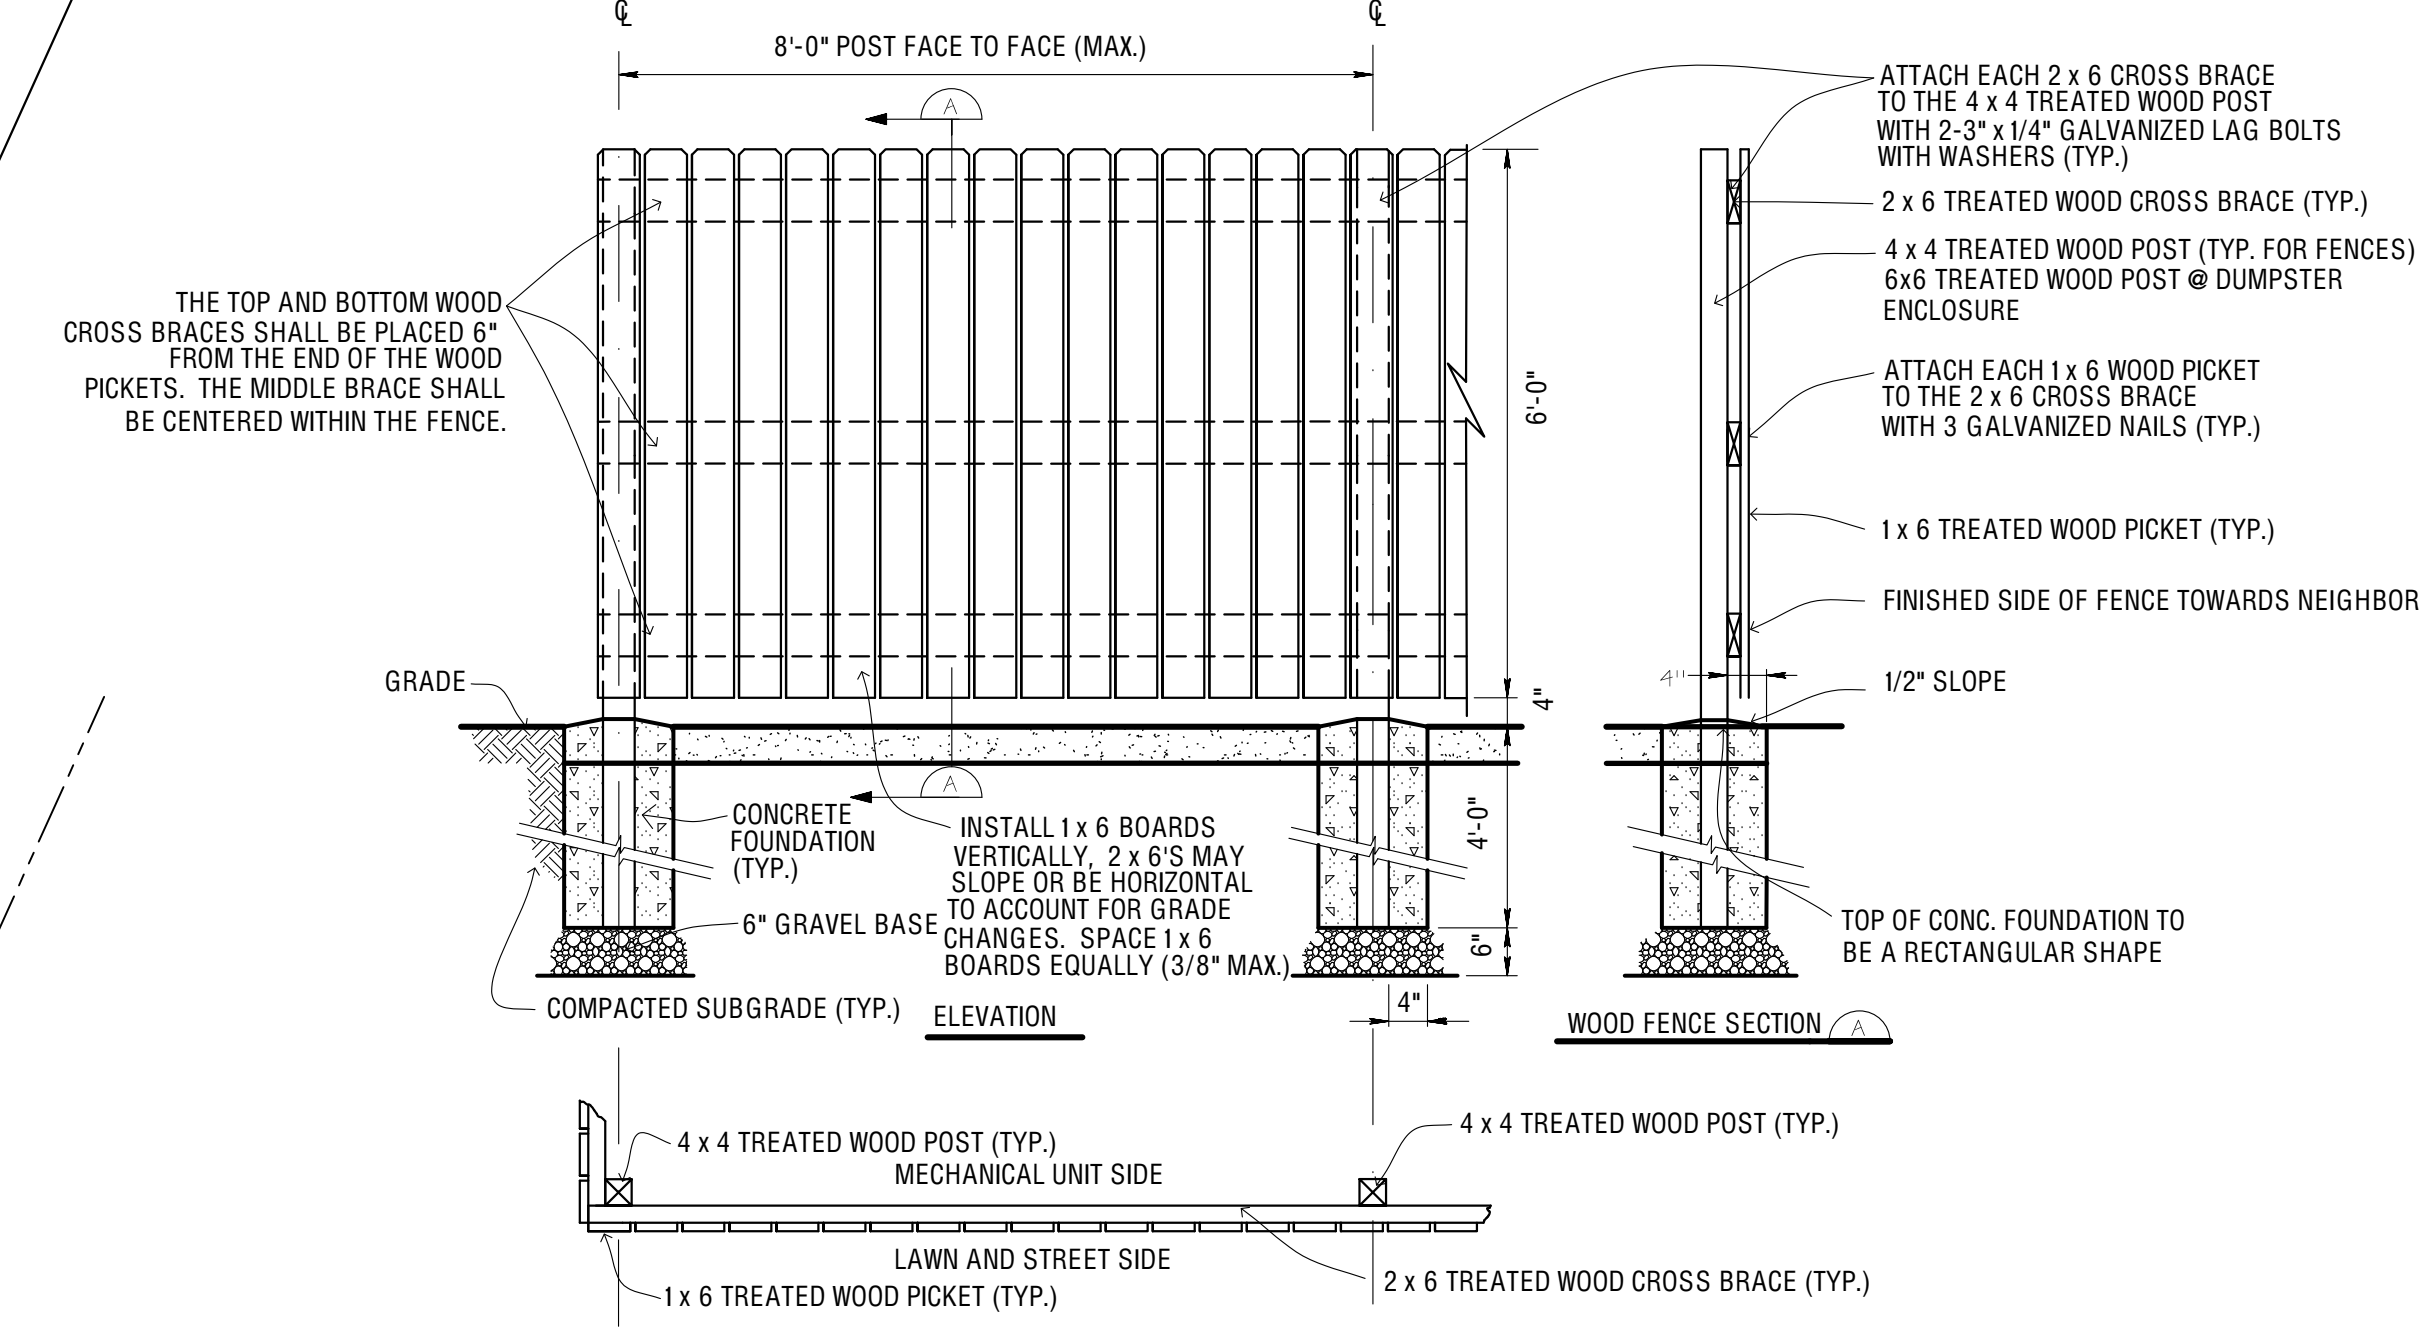 ℄
℄
8'-0" POST FACE TO FACE (MAX.)
A
ATTACH EACH 2 x 6 CROSS BRACE
TO THE 4 x 4 TREATED WOOD POST
WITH 2-3" x 1/4" GALVANIZED LAG BOLTS
WITH WASHERS (TYP.)
2 x 6 TREATED WOOD CROSS BRACE (TYP.)
4 x 4 TREATED WOOD POST (TYP. FOR FENCES)
6x6 TREATED WOOD POST @ DUMPSTER
ENCLOSURE
THE TOP AND BOTTOM WOOD
CROSS BRACES SHALL BE PLACED 6"
FROM THE END OF THE WOOD
PICKETS. THE MIDDLE BRACE SHALL
BE CENTERED WITHIN THE FENCE.
6'-0"
ATTACH EACH 1 x 6 WOOD PICKET
TO THE 2 x 6 CROSS BRACE
WITH 3 GALVANIZED NAILS (TYP.)
1 x 6 TREATED WOOD PICKET (TYP.)
FINISHED SIDE OF FENCE TOWARDS NEIGHBOR
GRADE
4"
4"
1/2" SLOPE
A
CONCRETE
FOUNDATION
(TYP.)
INSTALL 1 x 6 BOARDS
VERTICALLY, 2 x 6'S MAY
SLOPE OR BE HORIZONTAL
TO ACCOUNT FOR GRADE
CHANGES. SPACE 1 x 6
BOARDS EQUALLY (3/8" MAX.)
4'-0"
6" GRAVEL BASE
6"
TOP OF CONC. FOUNDATION TO
BE A RECTANGULAR SHAPE
COMPACTED SUBGRADE (TYP.)
ELEVATION
4"
WOOD FENCE SECTION A
4 x 4 TREATED WOOD POST (TYP.)
4 x 4 TREATED WOOD POST (TYP.)
MECHANICAL UNIT SIDE
LAWN AND STREET SIDE
1 x 6 TREATED WOOD PICKET (TYP.)
2 x 6 TREATED WOOD CROSS BRACE (TYP.)